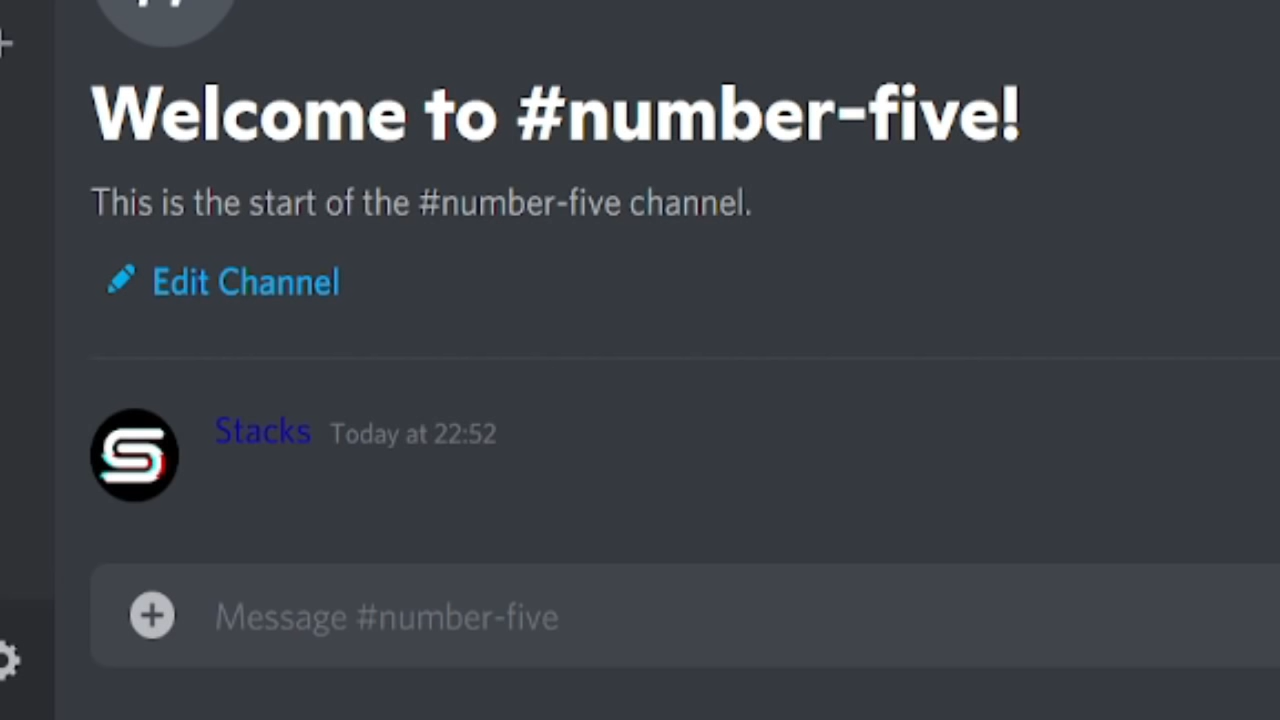 Welcome to #number-five!
This is the start of the #number-five channel.
Edit Channel
Stacks Today at 22:52
Message #number-five